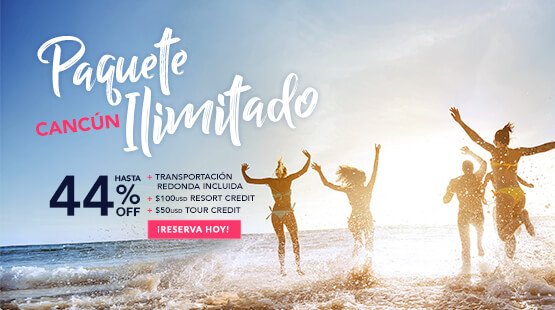 Paquete
CANCÚN Ilimitado
HASTA
44%
OFF
+ TRANSPORTACIÓN
REDONDA INCLUIDA
+ $100USD RESORT CREDIT
+ $50USD TOUR CREDIT
¡RESERVA HOY!